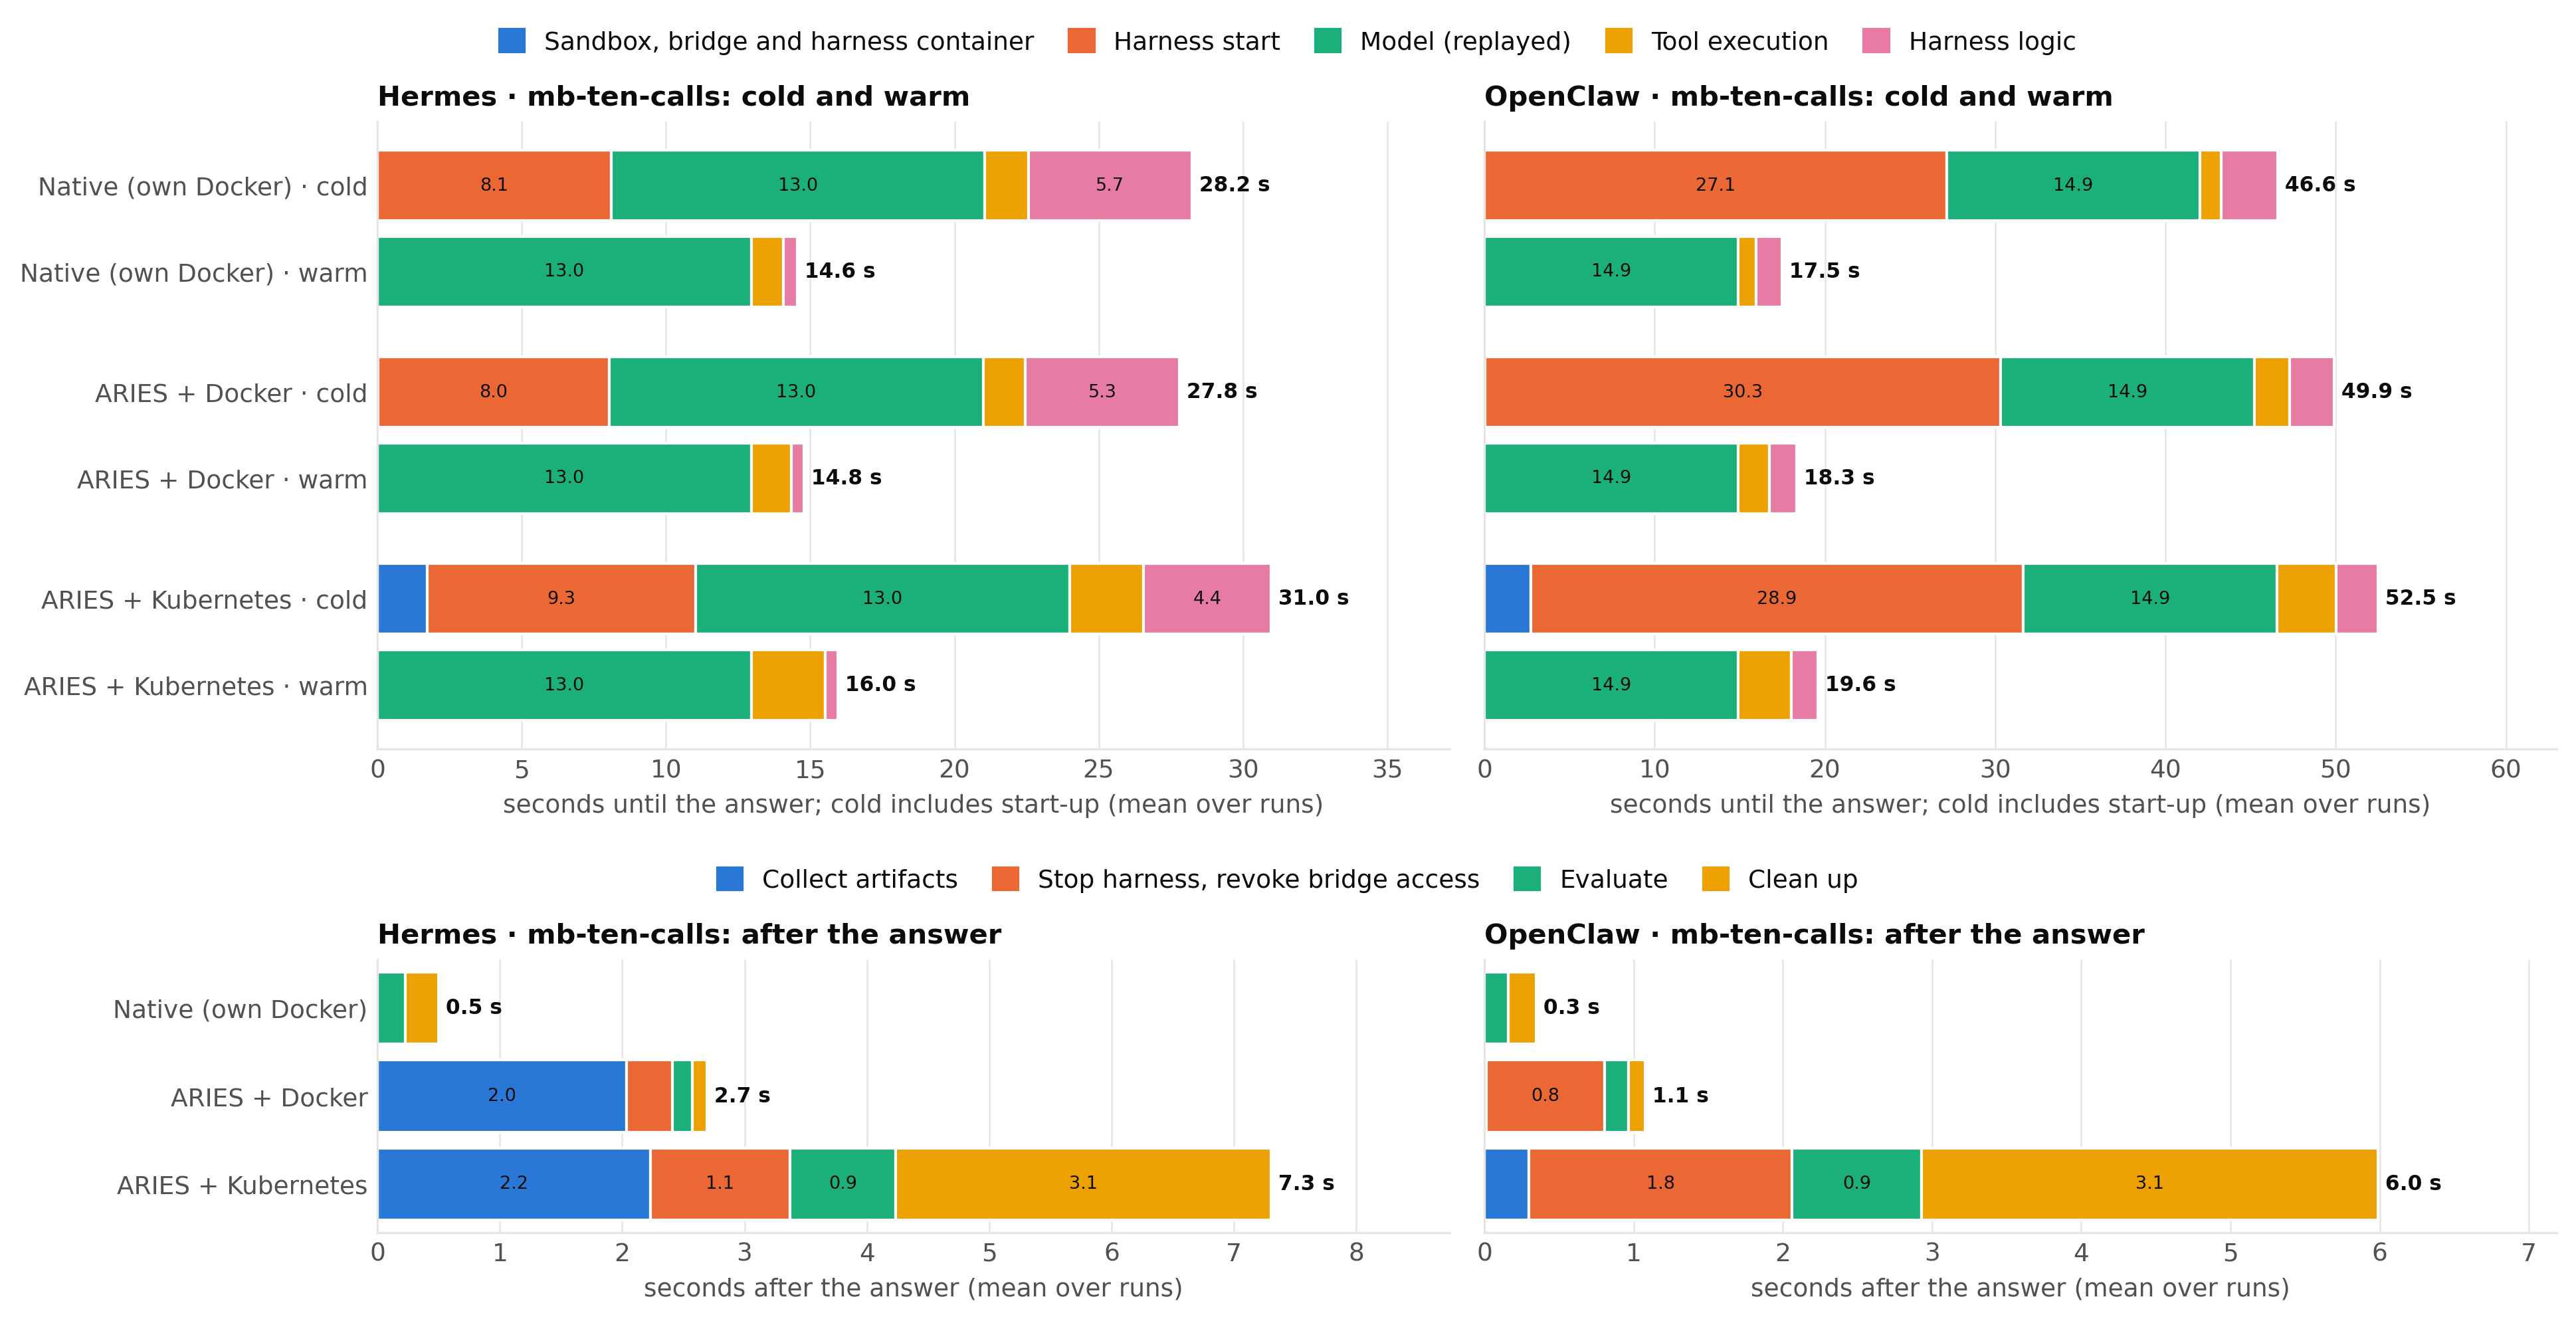 Sandbox, bridge and harness container Harness start Model (replayed) Tool execution Harness logic
Hermes · mb-ten-calls: cold and warm
Native (own Docker) · cold 8.1 13.0 5.7 28.2 s
Native (own Docker) · warm 13.0 14.6 s
ARIES + Docker · cold 8.0 13.0 5.3 27.8 s
ARIES + Docker · warm 13.0 14.8 s
ARIES + Kubernetes · cold 9.3 13.0 4.4 31.0 s
ARIES + Kubernetes · warm 13.0 16.0 s
0 5 10 15 20 25 30 35
seconds until the answer; cold includes start-up (mean over runs)
OpenClaw · mb-ten-calls: cold and warm
27.1 14.9 46.6 s
14.9 17.5 s
30.3 14.9 49.9 s
14.9 18.3 s
28.9 14.9 52.5 s
14.9 19.6 s
0 10 20 30 40 50 60
seconds until the answer; cold includes start-up (mean over runs)
Collect artifacts Stop harness, revoke bridge access Evaluate Clean up
Hermes · mb-ten-calls: after the answer
Native (own Docker) 0.5 s
ARIES + Docker 2.0 2.7 s
ARIES + Kubernetes 2.2 1.1 0.9 3.1 7.3 s
0 1 2 3 4 5 6 7 8
seconds after the answer (mean over runs)
OpenClaw · mb-ten-calls: after the answer
0.3 s
0.8 1.1 s
1.8 0.9 3.1 6.0 s
0 1 2 3 4 5 6 7
seconds after the answer (mean over runs)